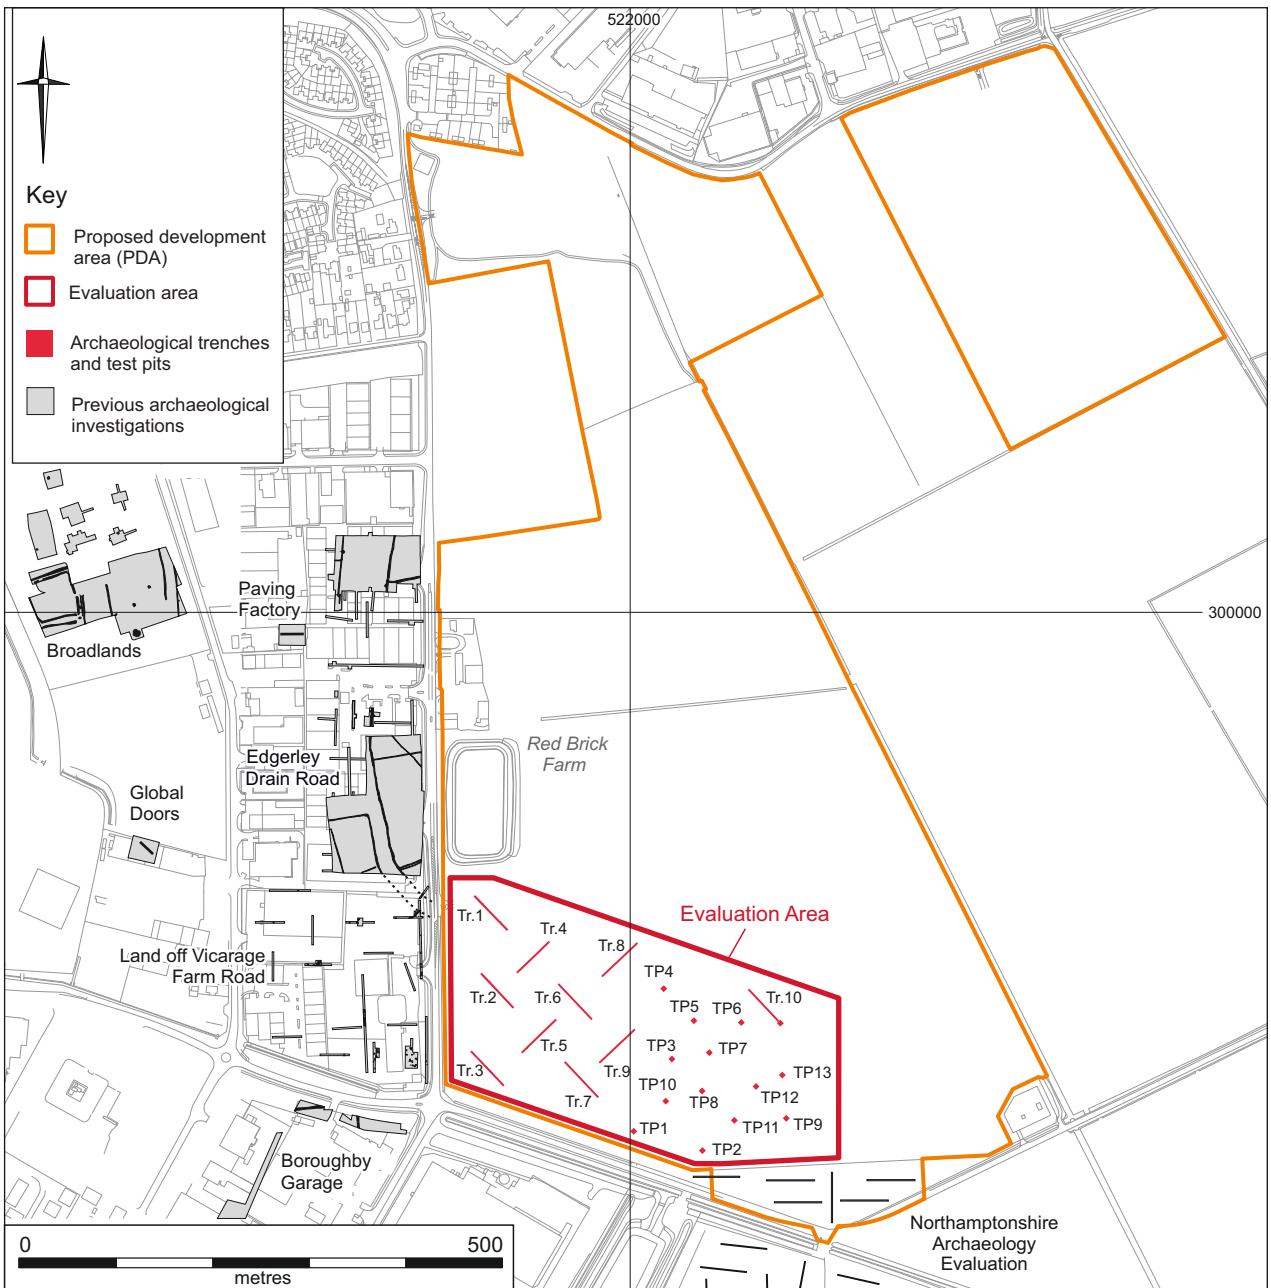 522000
Key
Proposed development
area (PDA)
Evaluation area
Archaeological trenches
and test pits
Previous archaeological
investigations
Paving
Factory
300000
Broadlands
Red Brick
Farm
Edgerley
Drain Road
Global
Doors
Evaluation Area
Tr.1
Tr.4
Tr.8
Land off Vicarage
Farm Road
TP4
Tr.2
Tr.6
Tr.10
TP5
TP6
Tr.5
TP3
TP7
Tr.3
Tr.9
TP13
TP10
TP12
Tr.7
TP8
TP1
TP11
TP9
TP2
Boroughby
Garage
Northamptonshire
Archaeology
Evaluation
0
500
metres